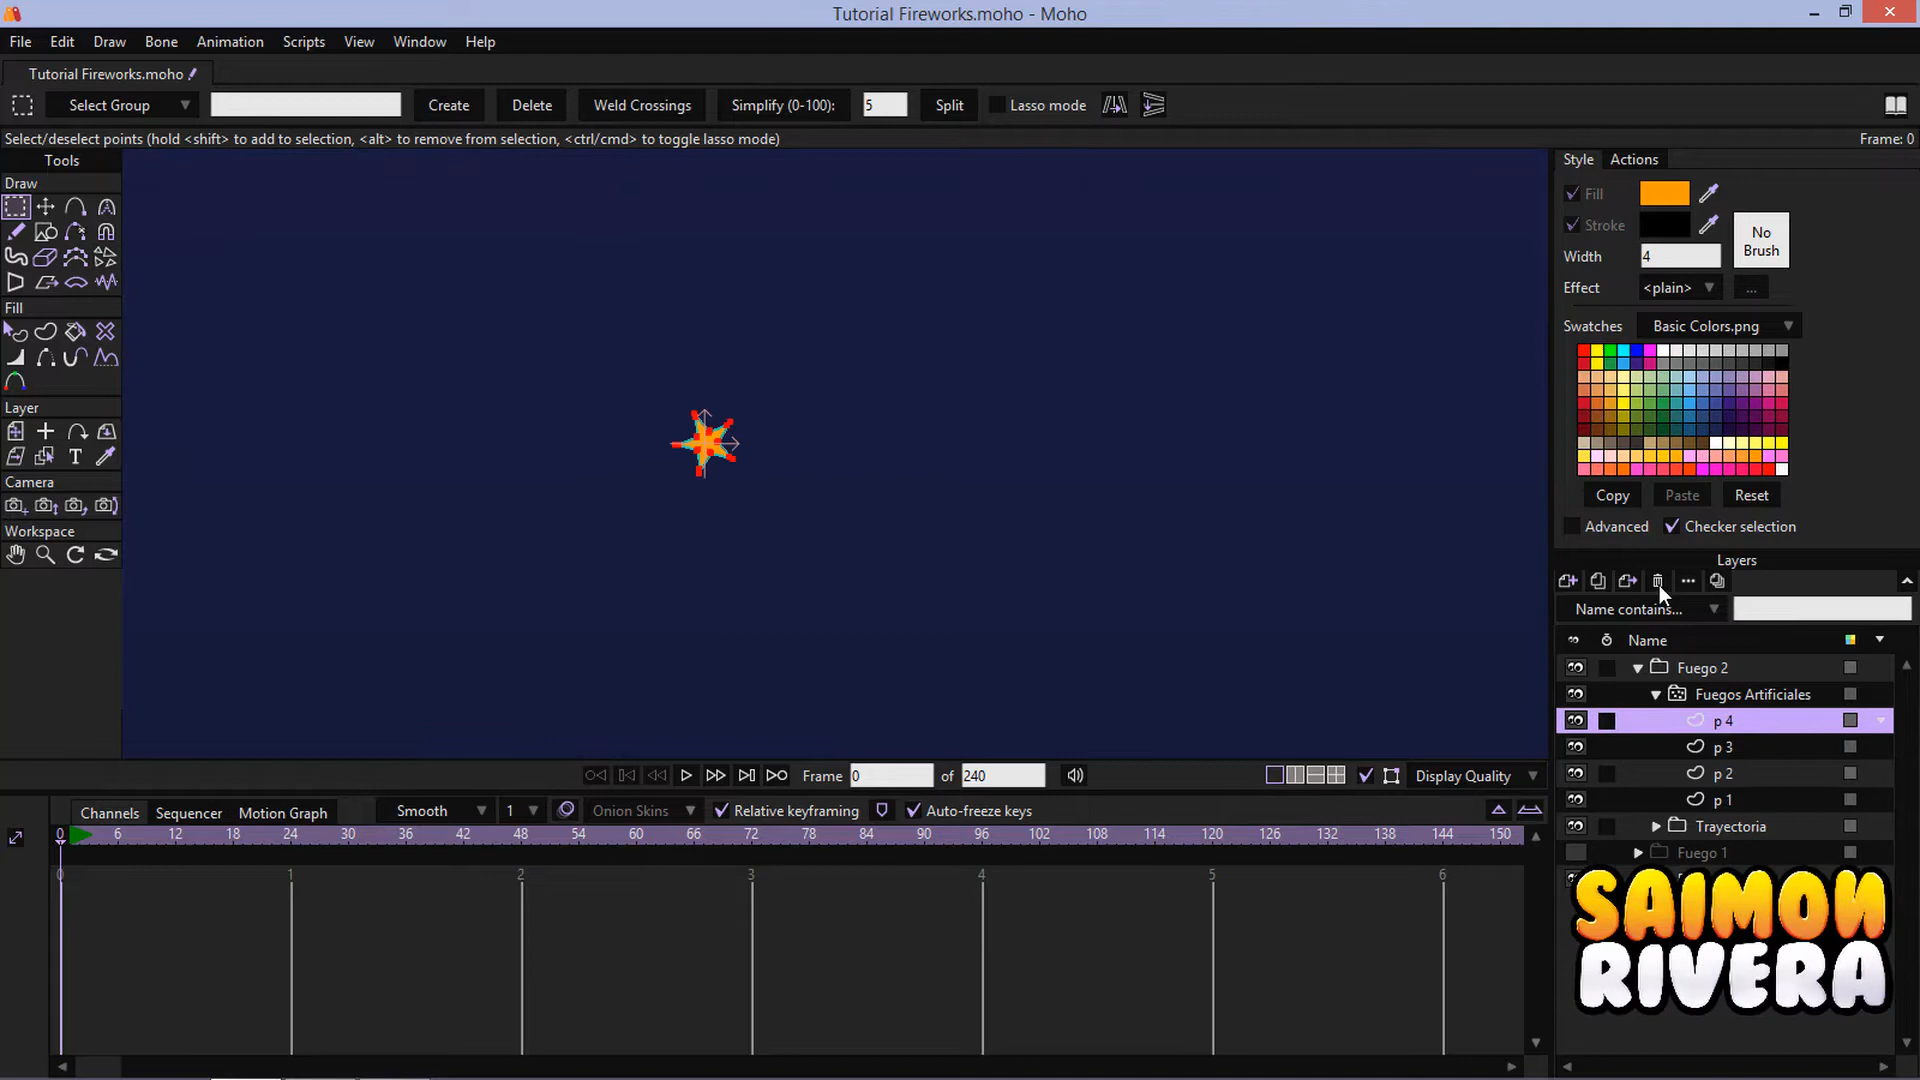 Tutorial Fireworks.moho - Moho
File Edit Draw Bone Animation Scripts View Window Help
Tutorial Fireworks.moho
Select Group Create Delete Weld Crossings Simplify (0-100): 5 Split Lasso mode
Select/deselect points (hold <shift> to add to selection, <alt> to remove from selection, <ctrl/cmd> to toggle lasso mode) Frame: 0
Tools
Draw
Fill
Layer
T
Camera
Workspace
Style Actions
Fill
Stroke
No Brush
Width 4
Effect <plain> ...
Swatches Basic Colors.png
Copy Paste Reset
Advanced Checker selection
Layers
Name contains...
Name
Fuego 2
Fuegos Artificiales
p 4
p 3
p 2
p 1
Trayectoria
Fuego 1
Frame 0 of 240 Display Quality
Channels Sequencer Motion Graph Smooth 1 Onion Skins Relative keyframing Auto-freeze keys
0 6 12 18 24 30 36 42 48 54 60 66 72 78 84 90 96 102 108 114 120 126 132 138 144 150
0 1 2 3 4 5 6
SAIMON
RIVERA